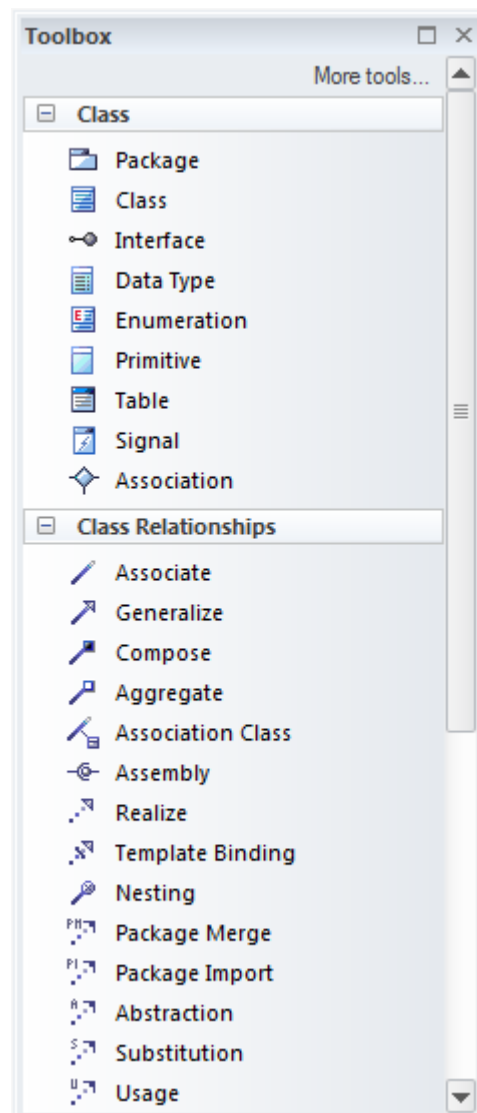 Toolbox
More tools...
Class
Package
Class
Interface
Data Type
Enumeration
Primitive
Table
Signal
Association
Class Relationships
Associate
Generalize
Compose
Aggregate
Association Class
Assembly
Realize
Template Binding
Nesting
Package Merge
Package Import
Abstraction
Substitution
Usage